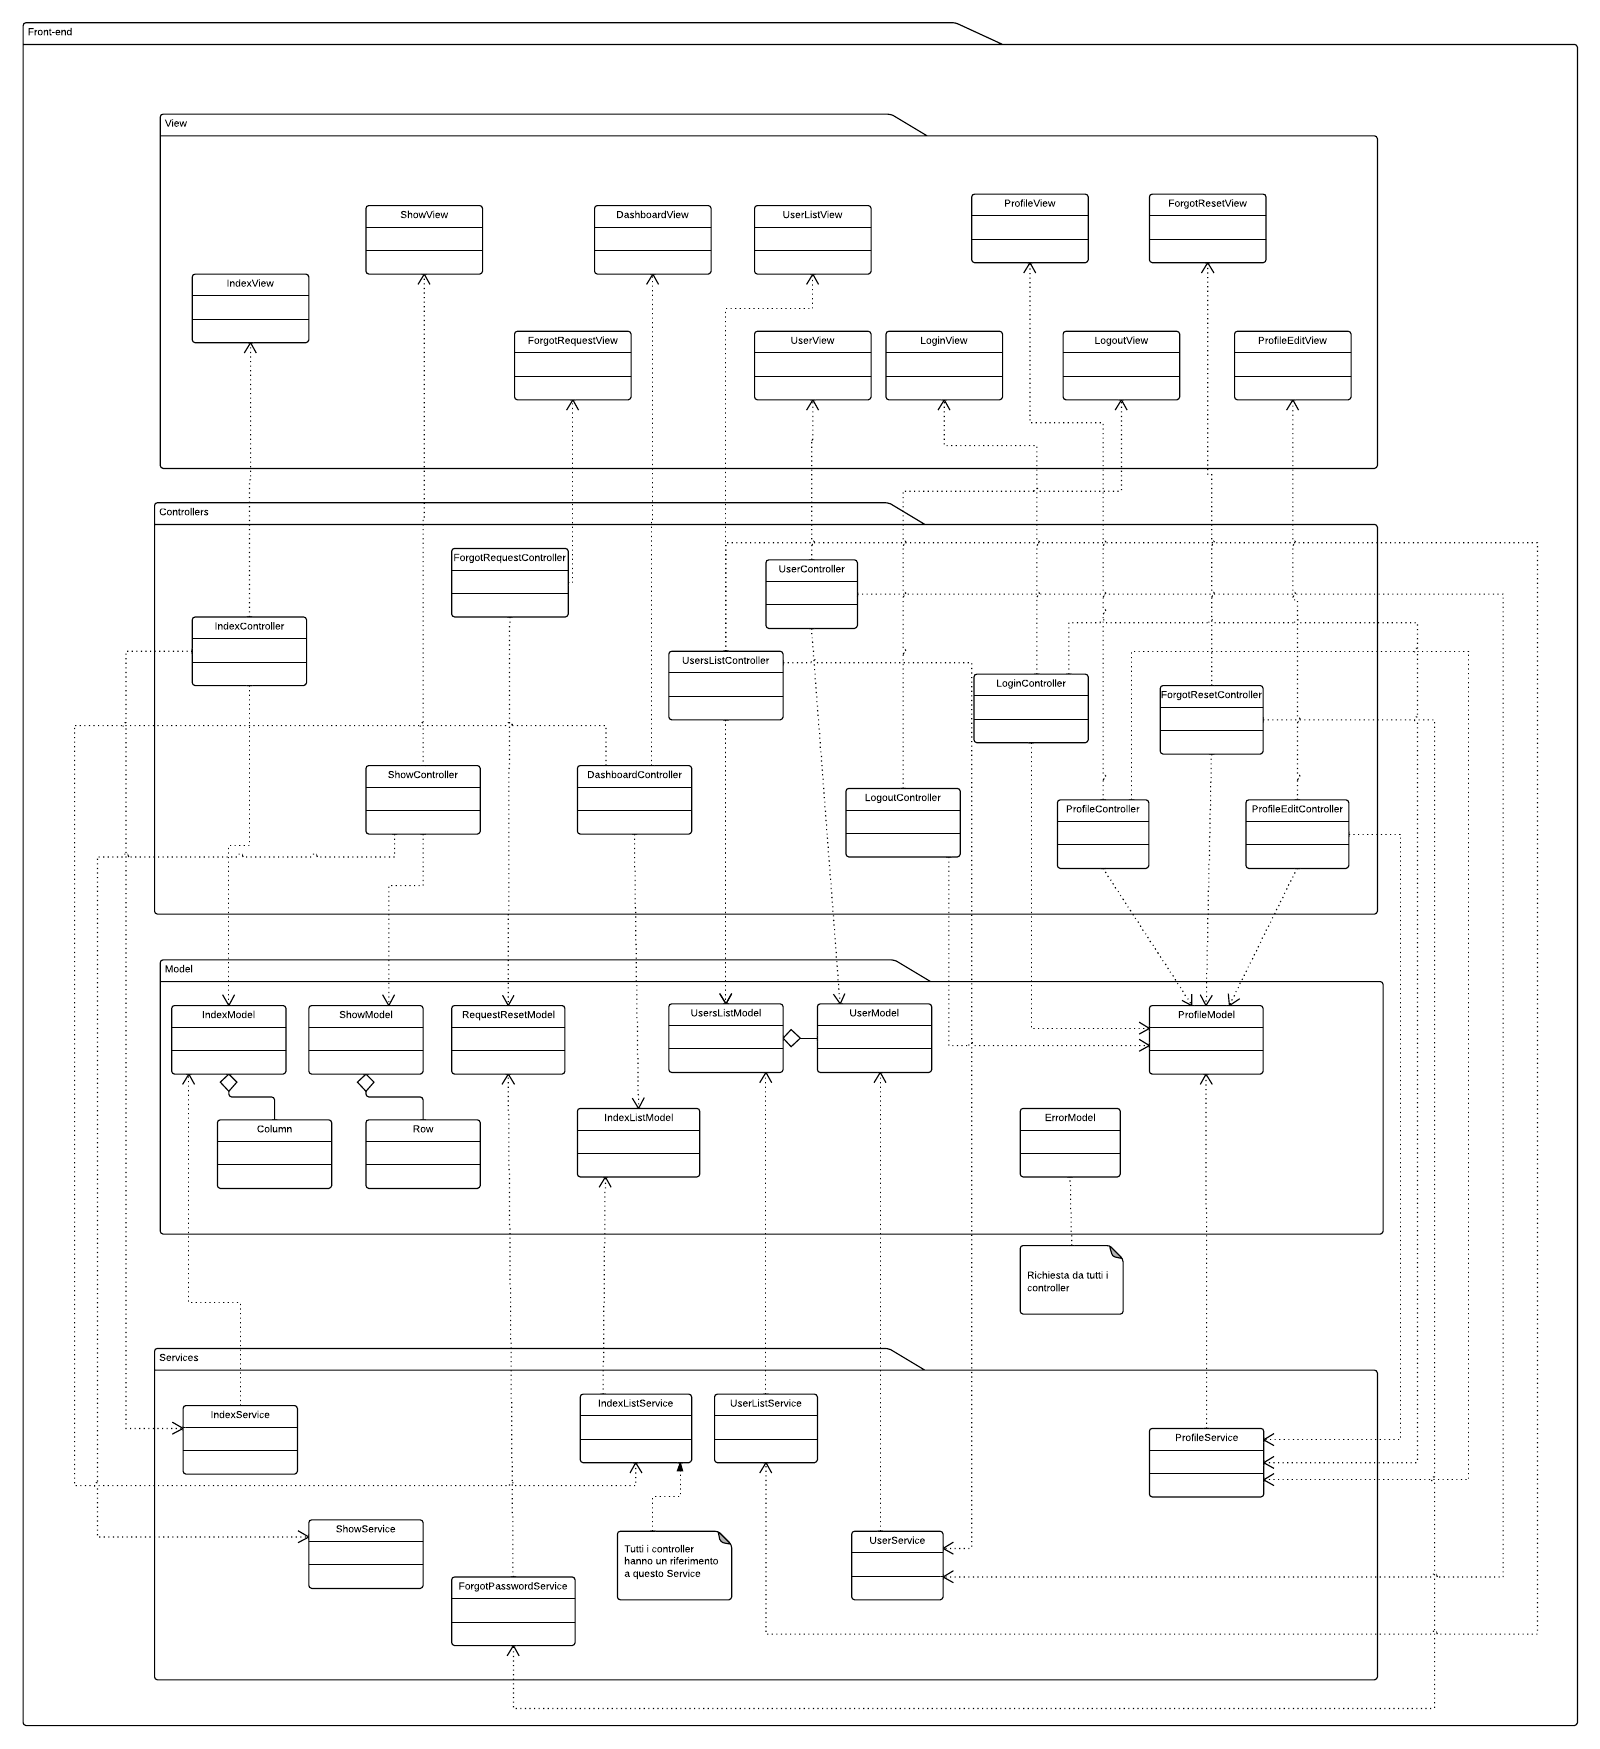 Front-end
View
ProfileView
ForgotResetView
ShowView
DashboardView
UserListView
IndexView
ForgotRequestView
UserView
LoginView
LogoutView
ProfileEditView
Controllers
ForgotRequestController
UserController
IndexController
UsersListController
LoginController
ForgotResetController
ShowController
DashboardController
LogoutController
ProfileController
ProfileEditController
Model
IndexModel
ShowModel
RequestResetModel
UsersListModel
UserModel
ProfileModel
IndexListModel
ErrorModel
Column
Row
Richiesta da tutti i
controller
Services
IndexListService
UserListService
IndexService
ProfileService
ShowService
Tutti i controller
hanno un riferimento
a questo Service
UserService
ForgotPasswordService